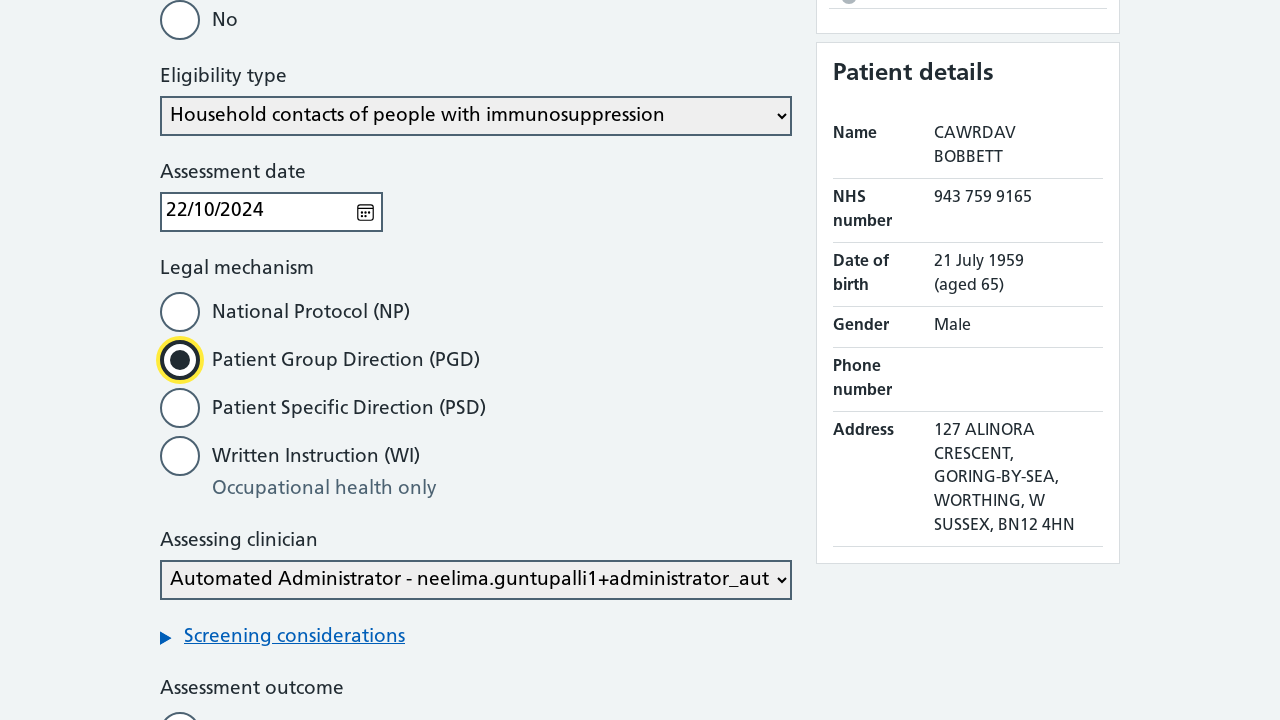 No
Eligibility type
Household contacts of people with immunosuppression
Assessment date
22/10/2024
Legal mechanism
National Protocol (NP)
Patient Group Direction (PGD)
Patient Specific Direction (PSD)
Written Instruction (WI)
Occupational health only
Assessing clinician
Automated Administrator - neelima.guntupalli1+administrator_aut
Screening considerations
Assessment outcome
Patient details
Name CAWRDAV
BOBBETT
NHS 943 759 9165
number
Date of 21 July 1959
birth (aged 65)
Gender Male
Phone
number
Address 127 ALINORA
CRESCENT,
GORING-BY-SEA,
WORTHING, W
SUSSEX, BN12 4HN